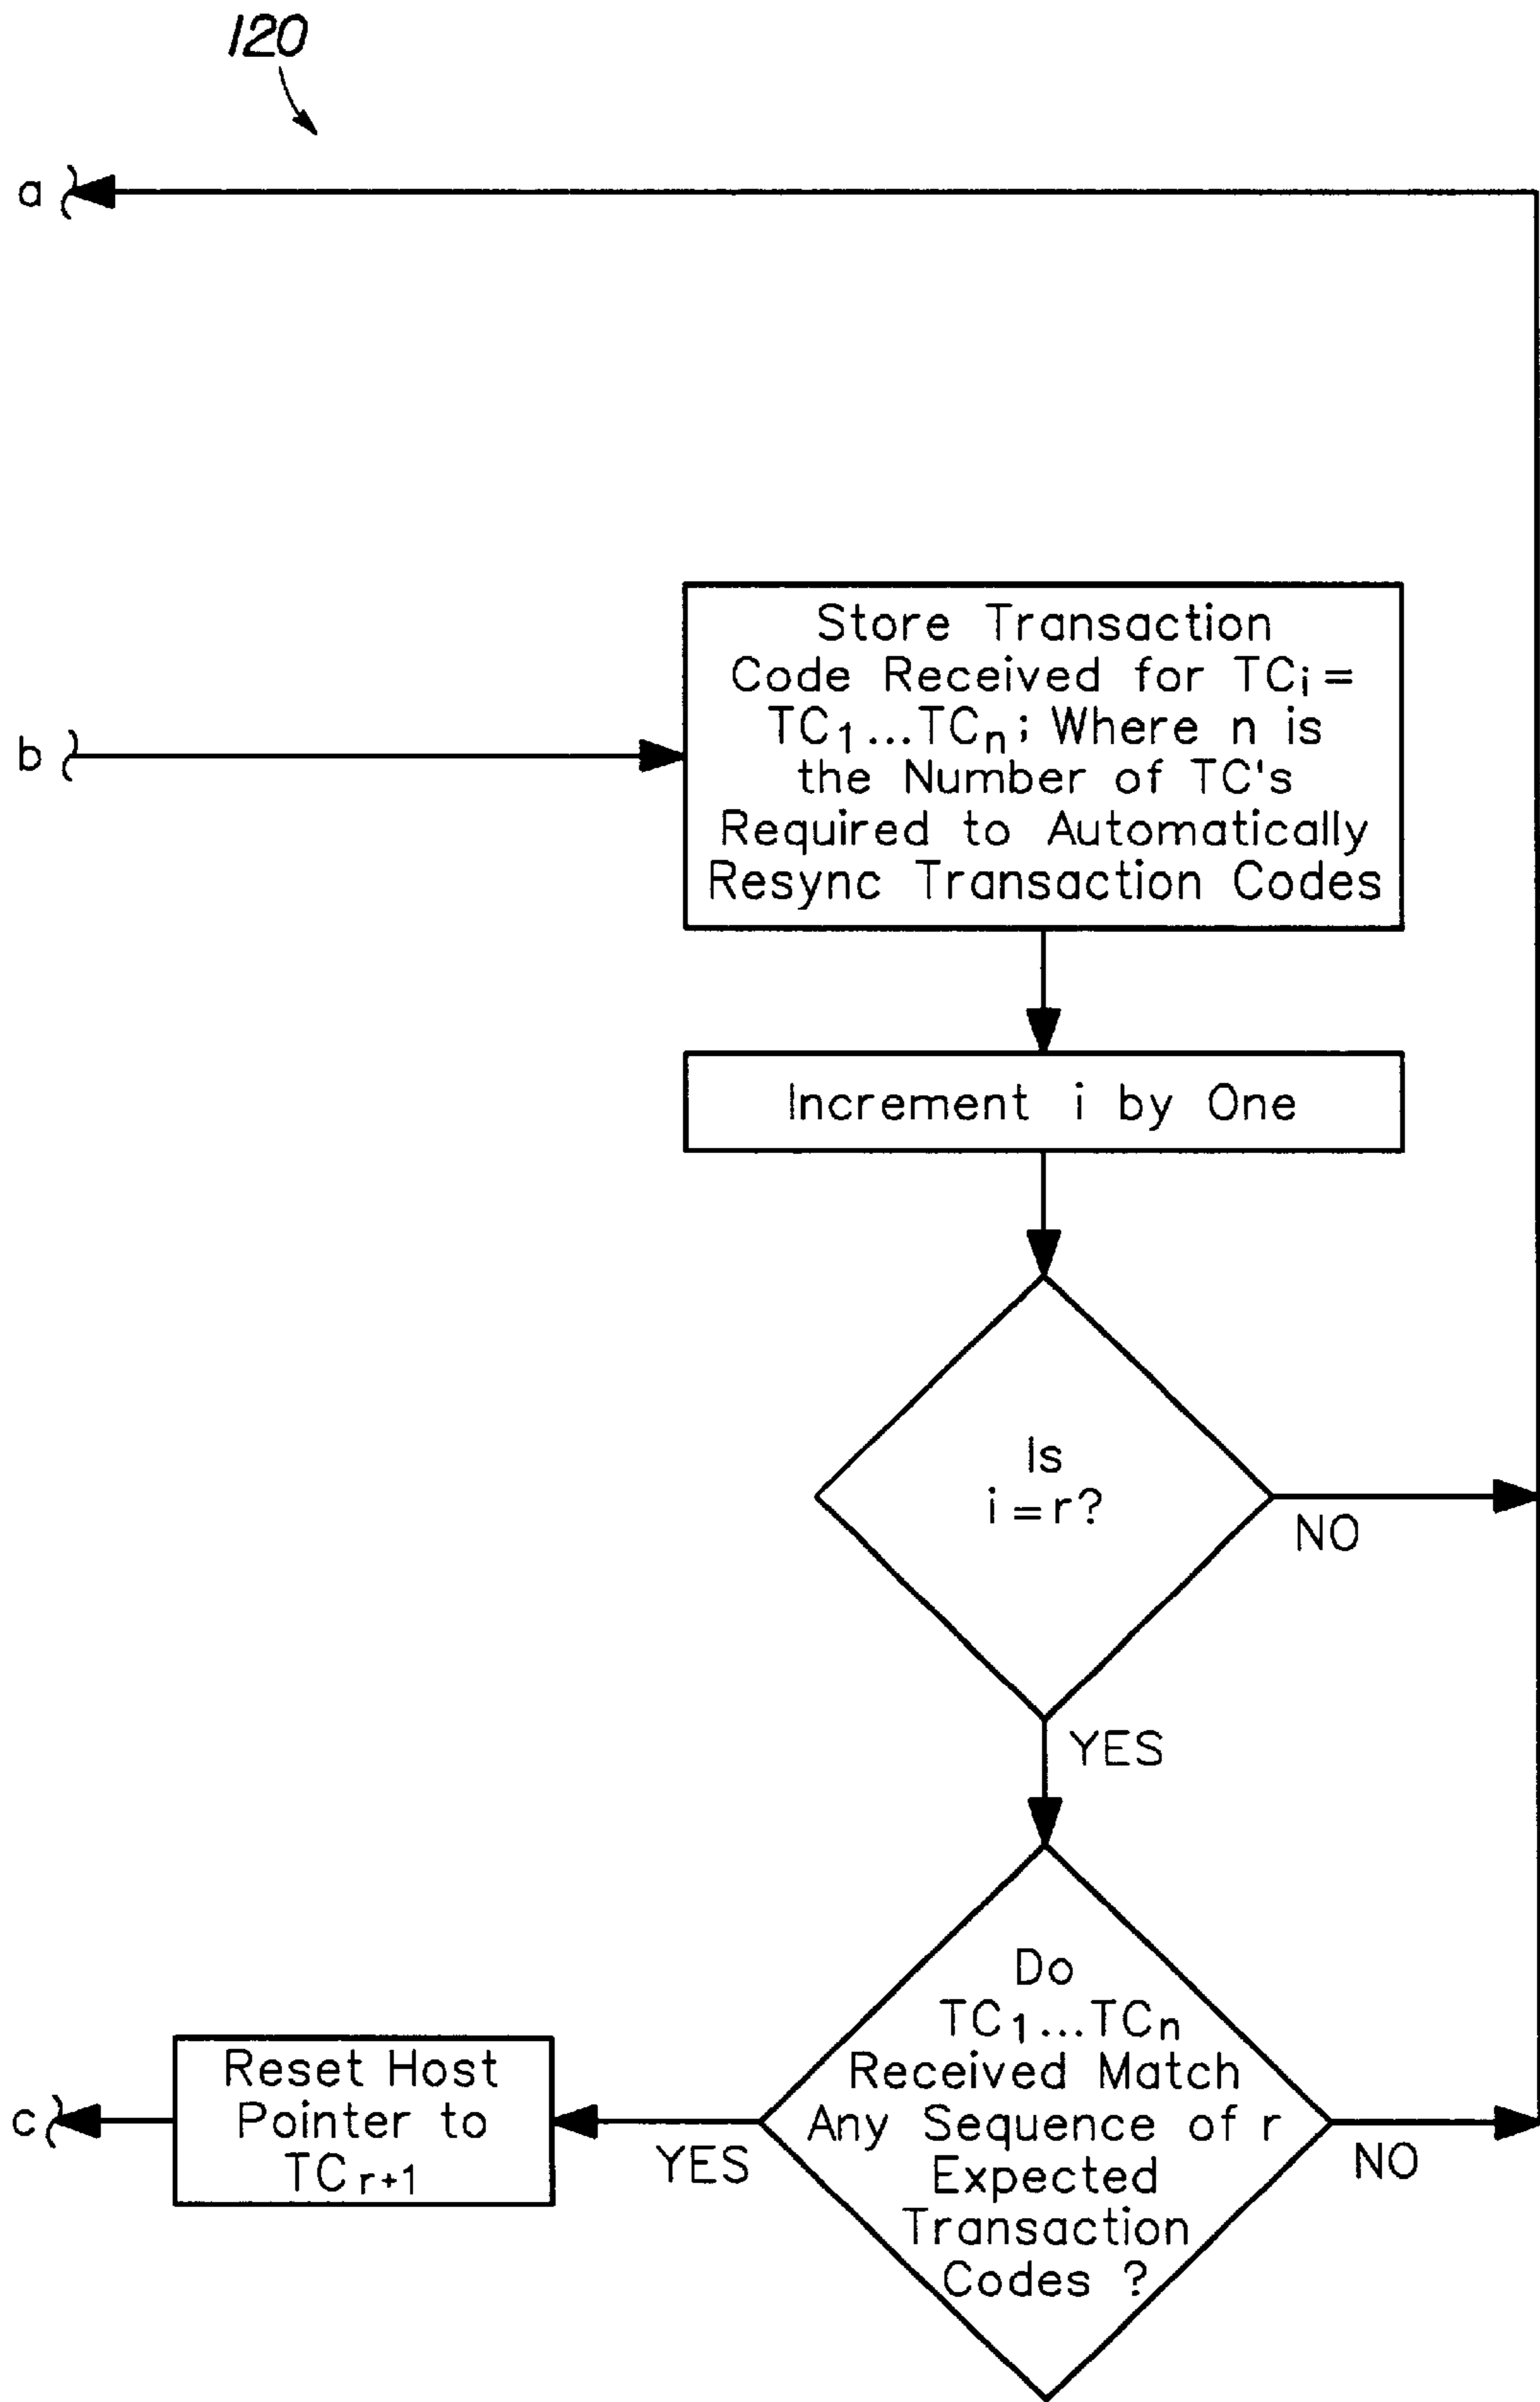 120
a
Store Transaction
Code Received for TCi=
TC1...TCn; Where n is
the Number of TC's
Required to Automatically
Resync Transaction Codes
b
Increment i by One
Is
i=r?
NO
YES
Do
TC1...TCn
Received Match
Any Sequence of r
Expected
Transaction
Codes ?
NO
YES
Reset Host
Pointer to
TCr+1
c